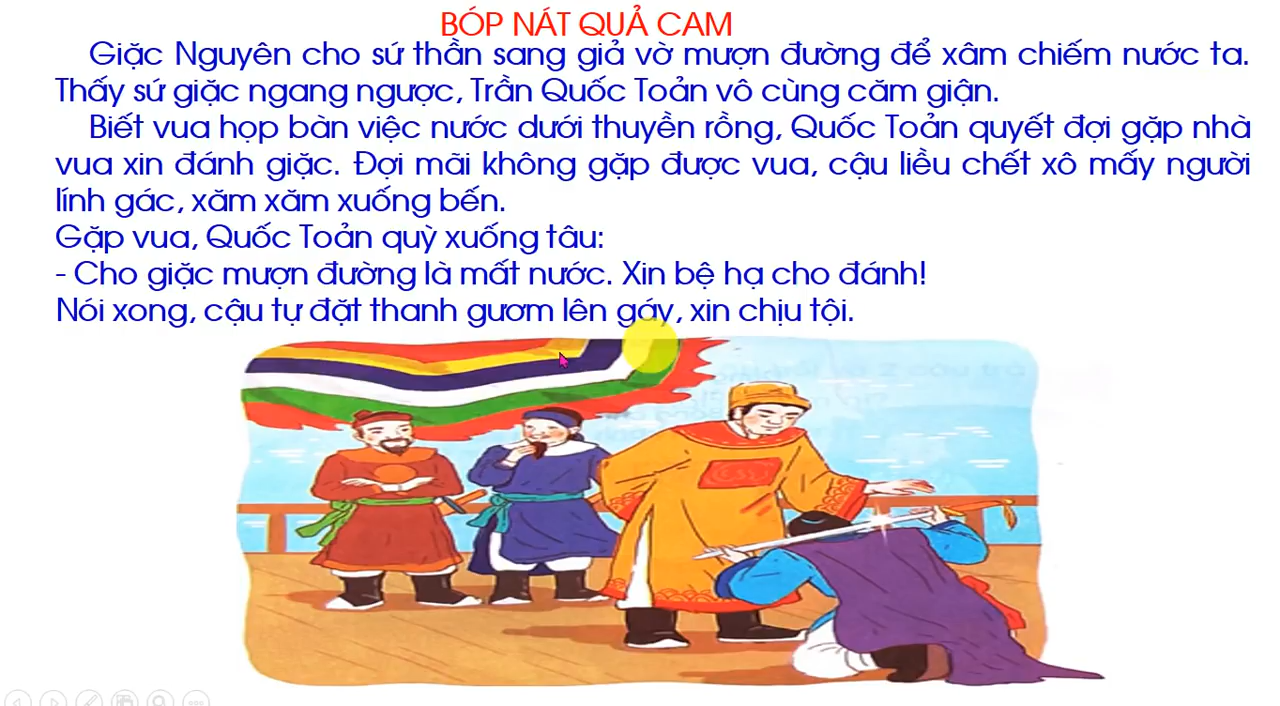 BÓP NÁT QUẢ CAM
Giặc Nguyên cho sứ thần sang giả vờ mượn đường để xâm chiếm nước ta.
Thấy sứ giặc ngang ngược, Trần Quốc Toản vô cùng căm giận.
Biết vua họp bàn việc nước dưới thuyền rồng, Quốc Toản quyết đợi gặp nhà
vua xin đánh giặc. Đợi mãi không gặp được vua, cậu liều chết xô mấy người
lính gác, xăm xăm xuống bến.
Gặp vua, Quốc Toản quỳ xuống tâu:
- Cho giặc mượn đường là mất nước. Xin bệ hạ cho đánh!
Nói xong, cậu tự đặt thanh gươm lên gáy, xin chịu tội.